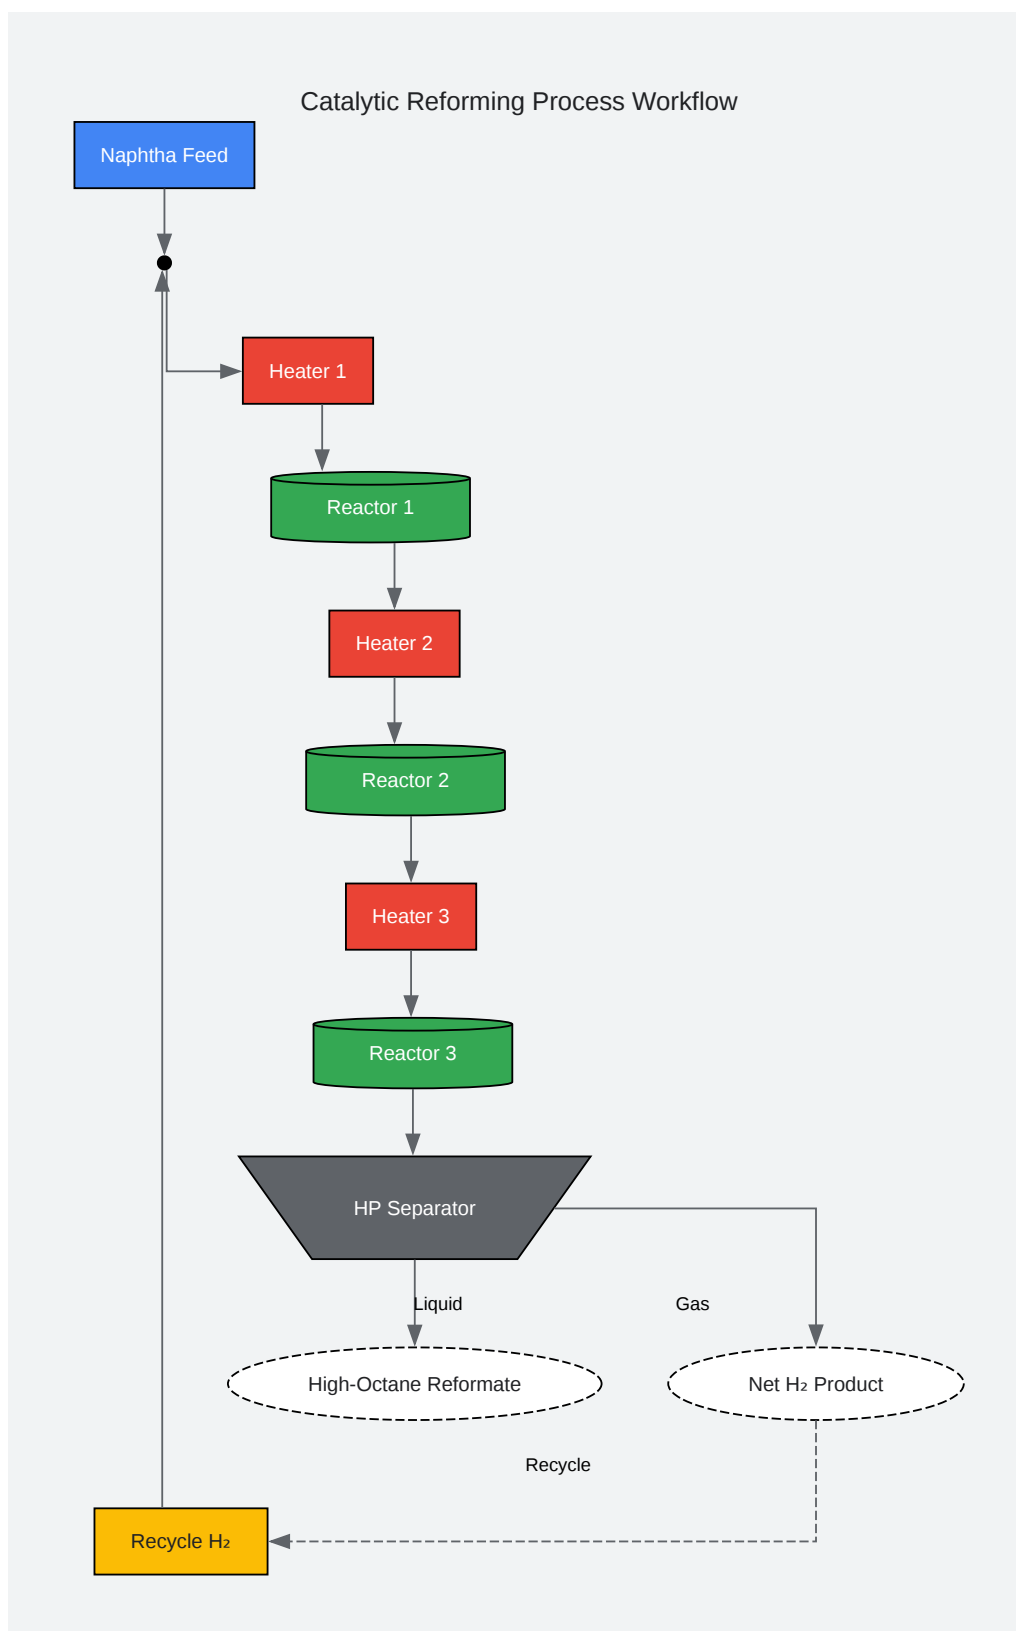 Catalytic Reforming Process Workflow
Naphtha Feed
Heater 1
Reactor 1
Heater 2
Reactor 2
Heater 3
Reactor 3
HP Separator
Liquid
Gas
High-Octane Reformate
Net H₂ Product
Recycle
Recycle H₂